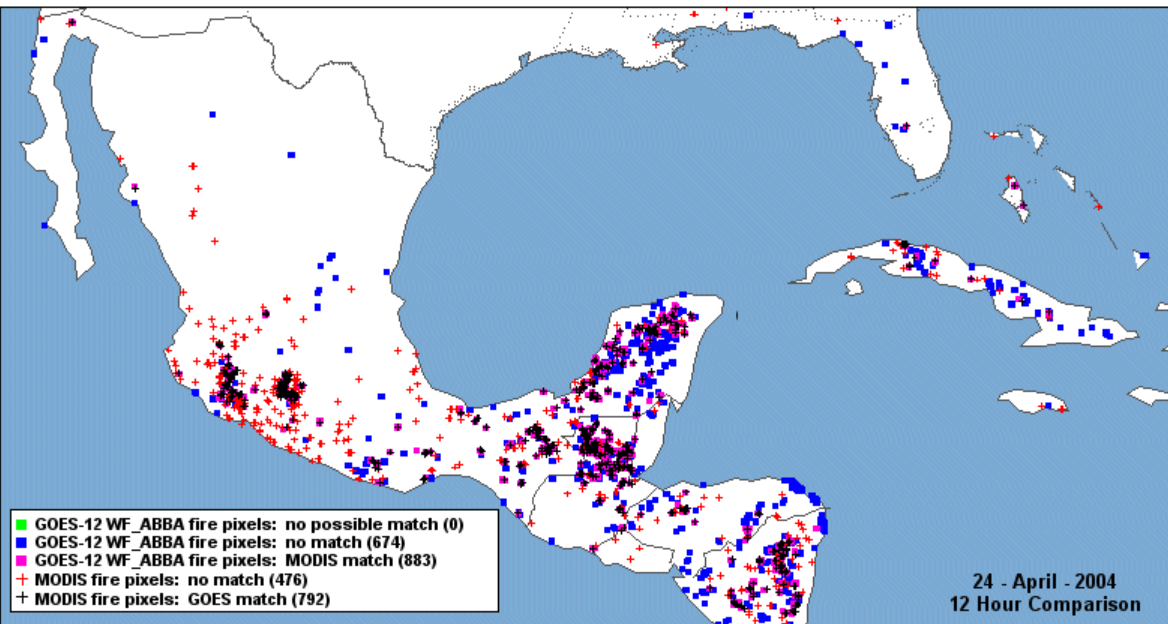 GOES-12 WF_ABBA fire pixels: no possible match (0)
GOES-12 WF_ABBA fire pixels: no match (674)
GOES-12 WF_ABBA fire pixels: MODIS match (883)
MODIS fire pixels: no match (476)
MODIS fire pixels: GOES match (792)
24 - April - 2004
12 Hour Comparison